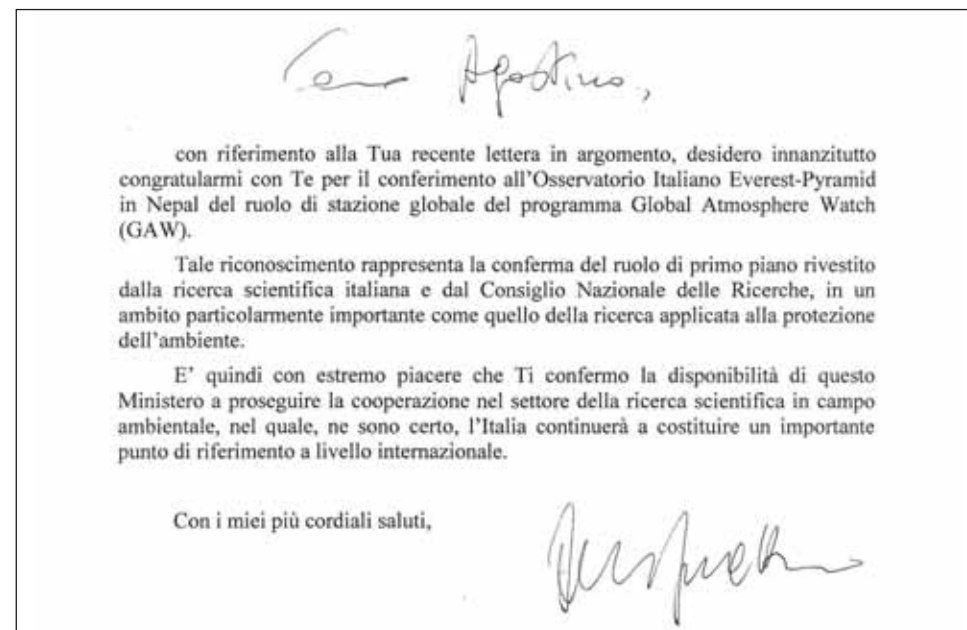 Caro Agostino,
con riferimento alla Tua recente lettera in argomento, desidero innanzitutto
congratularmi con Te per il conferimento all'Osservatorio Italiano Everest-Pyramid
in Nepal del ruolo di stazione globale del programma Global Atmosphere Watch
(GAW).
Tale riconoscimento rappresenta la conferma del ruolo di primo piano rivestito
dalla ricerca scientifica italiana e dal Consiglio Nazionale delle Ricerche, in un
ambito particolarmente importante come quello della ricerca applicata alla protezione
dell'ambiente.
E' quindi con estremo piacere che Ti confermo la disponibilità di questo
Ministero a proseguire la cooperazione nel settore della ricerca scientifica in campo
ambientale, nel quale, ne sono certo, l'Italia continuerà a costituire un importante
punto di riferimento a livello internazionale.
Con i miei più cordiali saluti,